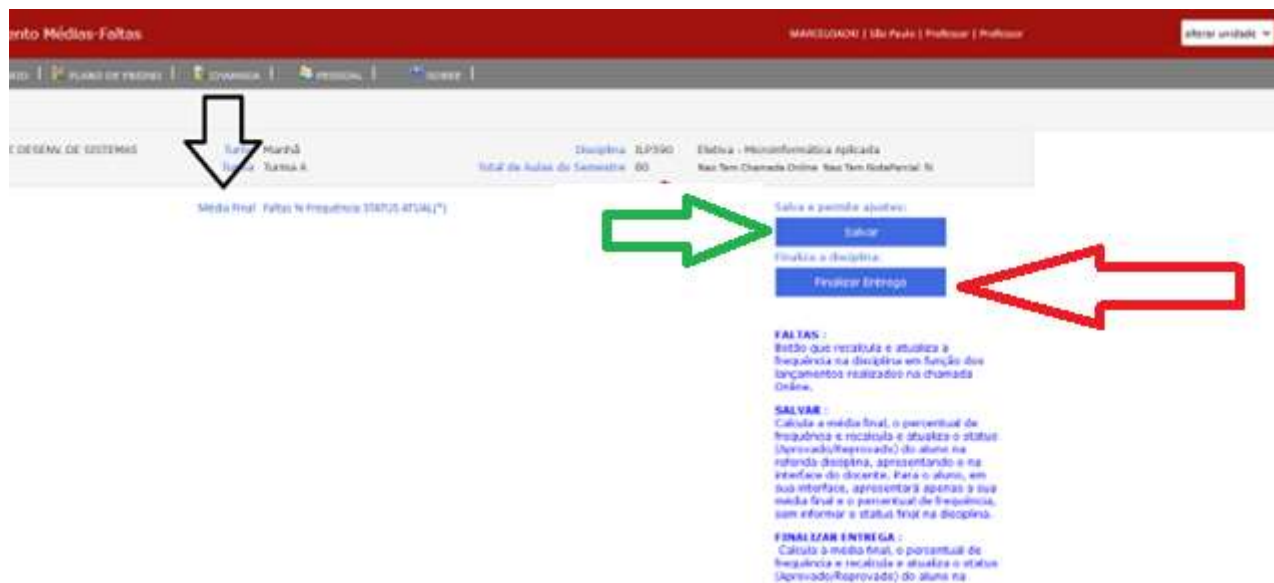 ento Médias-Faltas
São Paulo | Professor | Professor
alterar unidade
PLANO DE ENSINO | CHAMADA | PESSOAL | SOBRE |
DESENV. DE SISTEMAS
Manhã
Disciplina ILP590 Eletiva - Microinformática Aplicada
Turma A
Total de Aulas do Semestre 80 Nao Tem Chamada Online Nao Tem NotaParcial N
Média Final Faltas % Frequência STATUS ATUAL(*)
Salva e permite ajustes:
Salvar
Finaliza a disciplina:
Finalizar Entrega
FALTAS :
Botão que recalcula e atualiza a
frequência na disciplina em função dos
lançamentos realizados na chamada
Online.
SALVAR :
Calcula a média final, o percentual de
frequência e recalcula e atualiza o status
(Aprovado/Reprovado) do aluno na
referida disciplina, apresentando o na
interface do docente. Para o aluno, em
sua interface, apresentará apenas a sua
média final e o percentual de frequência,
sem informar o status final na disciplina.
FINALIZAR ENTREGA :
Calcula a média final, o percentual de
frequência e recalcula e atualiza o status
(Aprovado/Reprovado) do aluno na